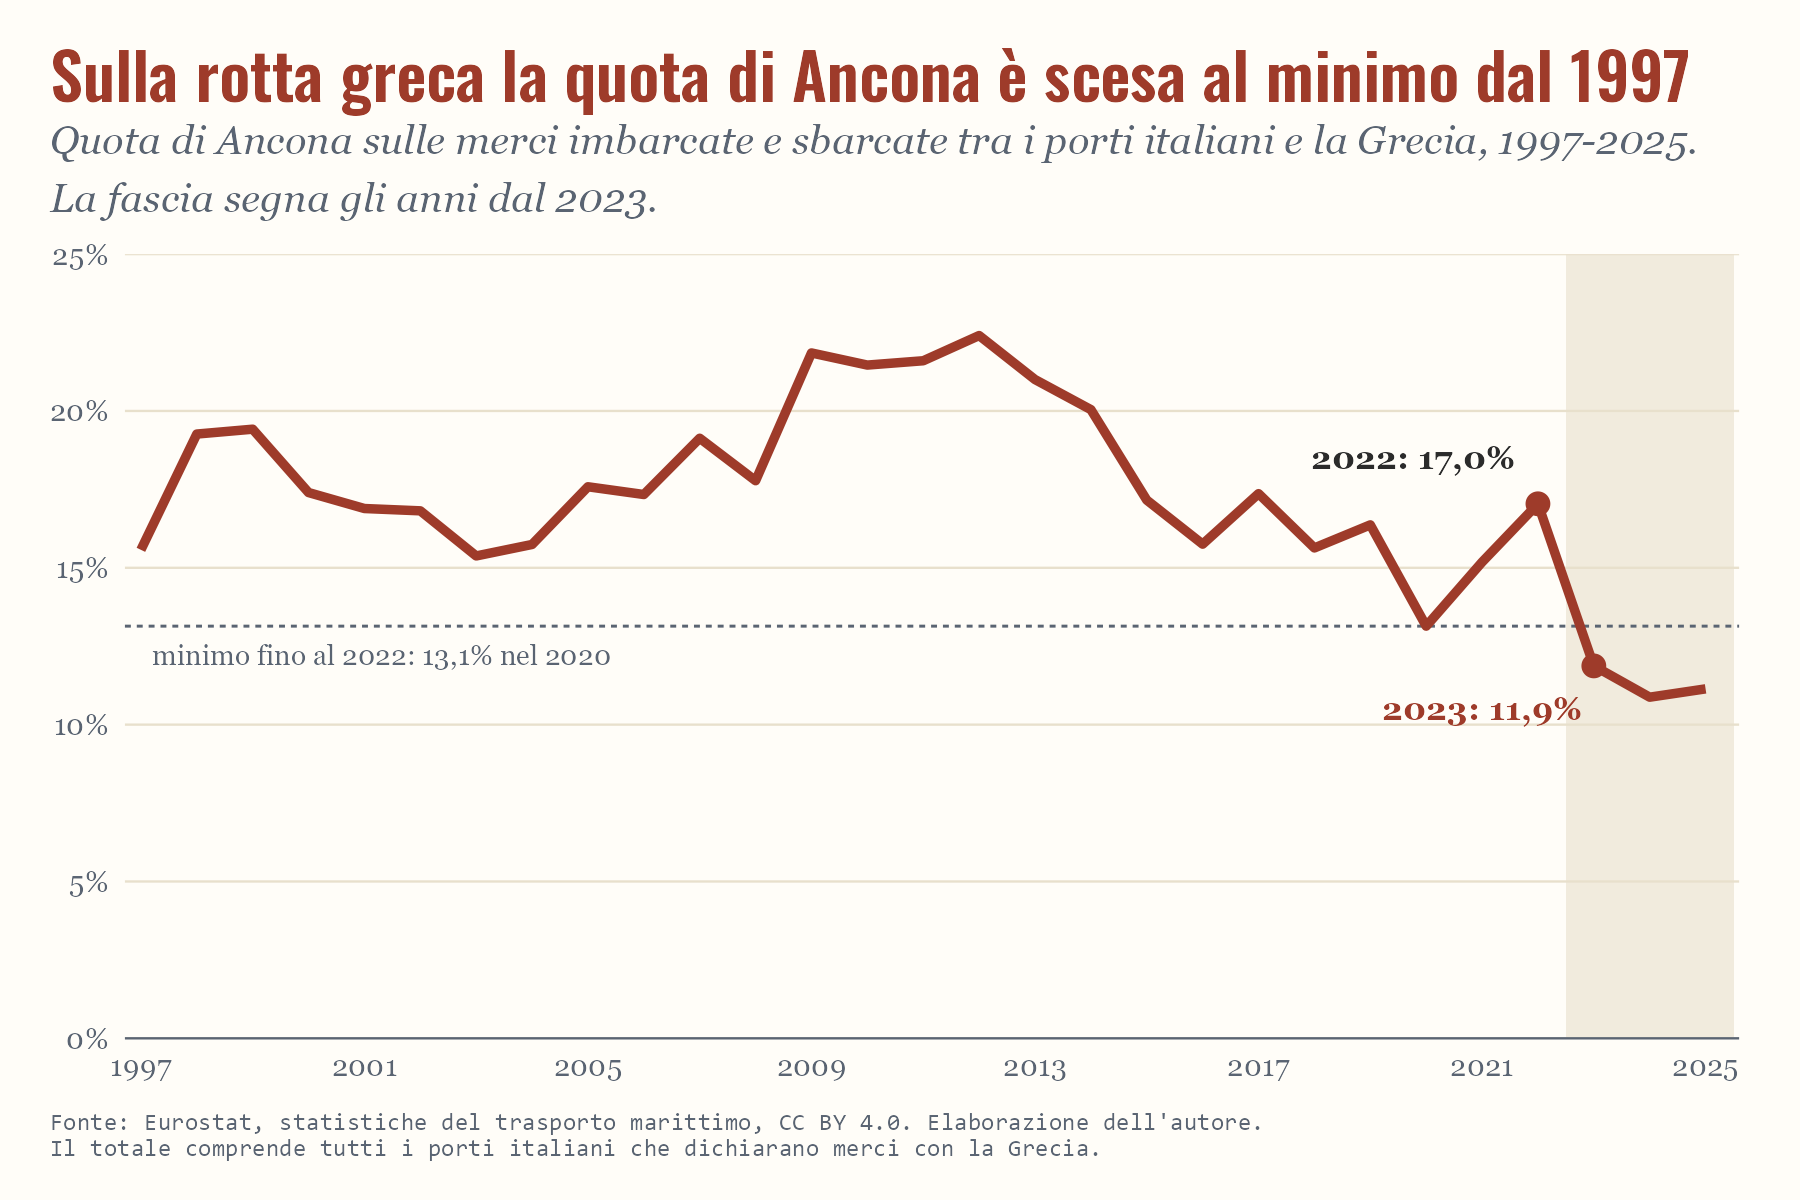 Sulla rotta greca la quota di Ancona è scesa al minimo dal 1997
Quota di Ancona sulle merci imbarcate e sbarcate tra i porti italiani e la Grecia, 1997-2025.
La fascia segna gli anni dal 2023.
25%
20%
2022: 17,0%
15%
minimo fino al 2022: 13,1% nel 2020
2023: 11,9%
10%
5%
0%
1997 2001 2005 2009 2013 2017 2021 2025
Fonte: Eurostat, statistiche del trasporto marittimo, CC BY 4.0. Elaborazione dell'autore.
Il totale comprende tutti i porti italiani che dichiarano merci con la Grecia.